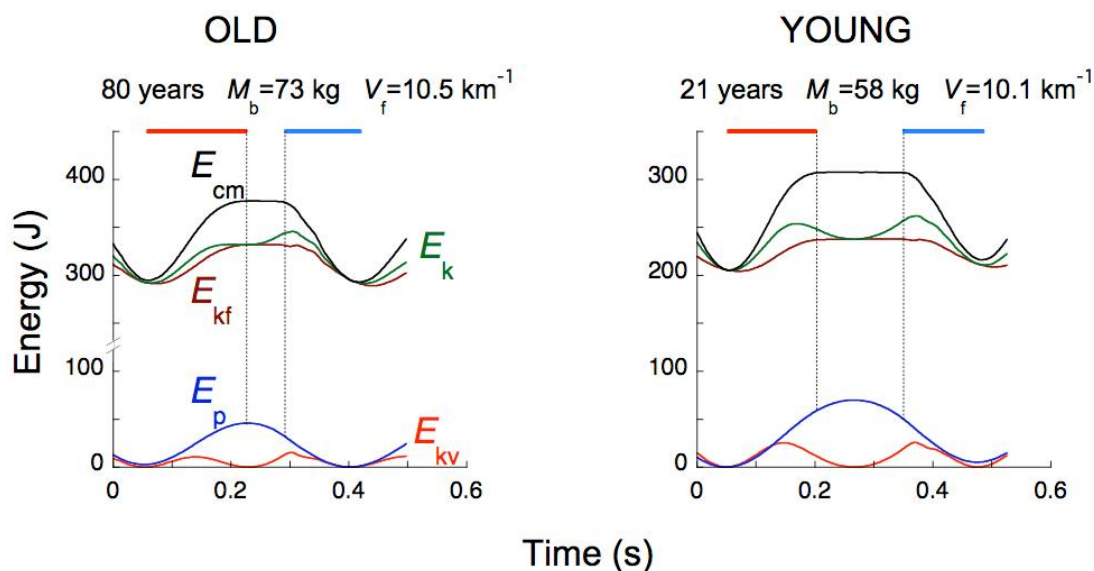 OLD
80 years M_b=73 kg V_f=10.5 km⁻¹
YOUNG
21 years M_b=58 kg V_f=10.1 km⁻¹
Energy (J)
400
300
100
0
0 0.2 0.4 0.6
E_cm
E_k
E_kf
E_p
E_kv
300
200
100
0
0 0.2 0.4 0.6
Time (s)